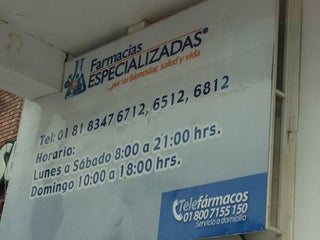 Farmacias
ESPECIALIZADAS®
...por su bienestar, salud y vida
Tel: 01 81 8347 6712, 6512, 6812
Horario:
Lunes a Sábado 8:00 a 21:00 hrs.
Domingo 10:00 a 18:00 hrs.
Telefármacos
01 800 7155 150
Servicio a domicilio